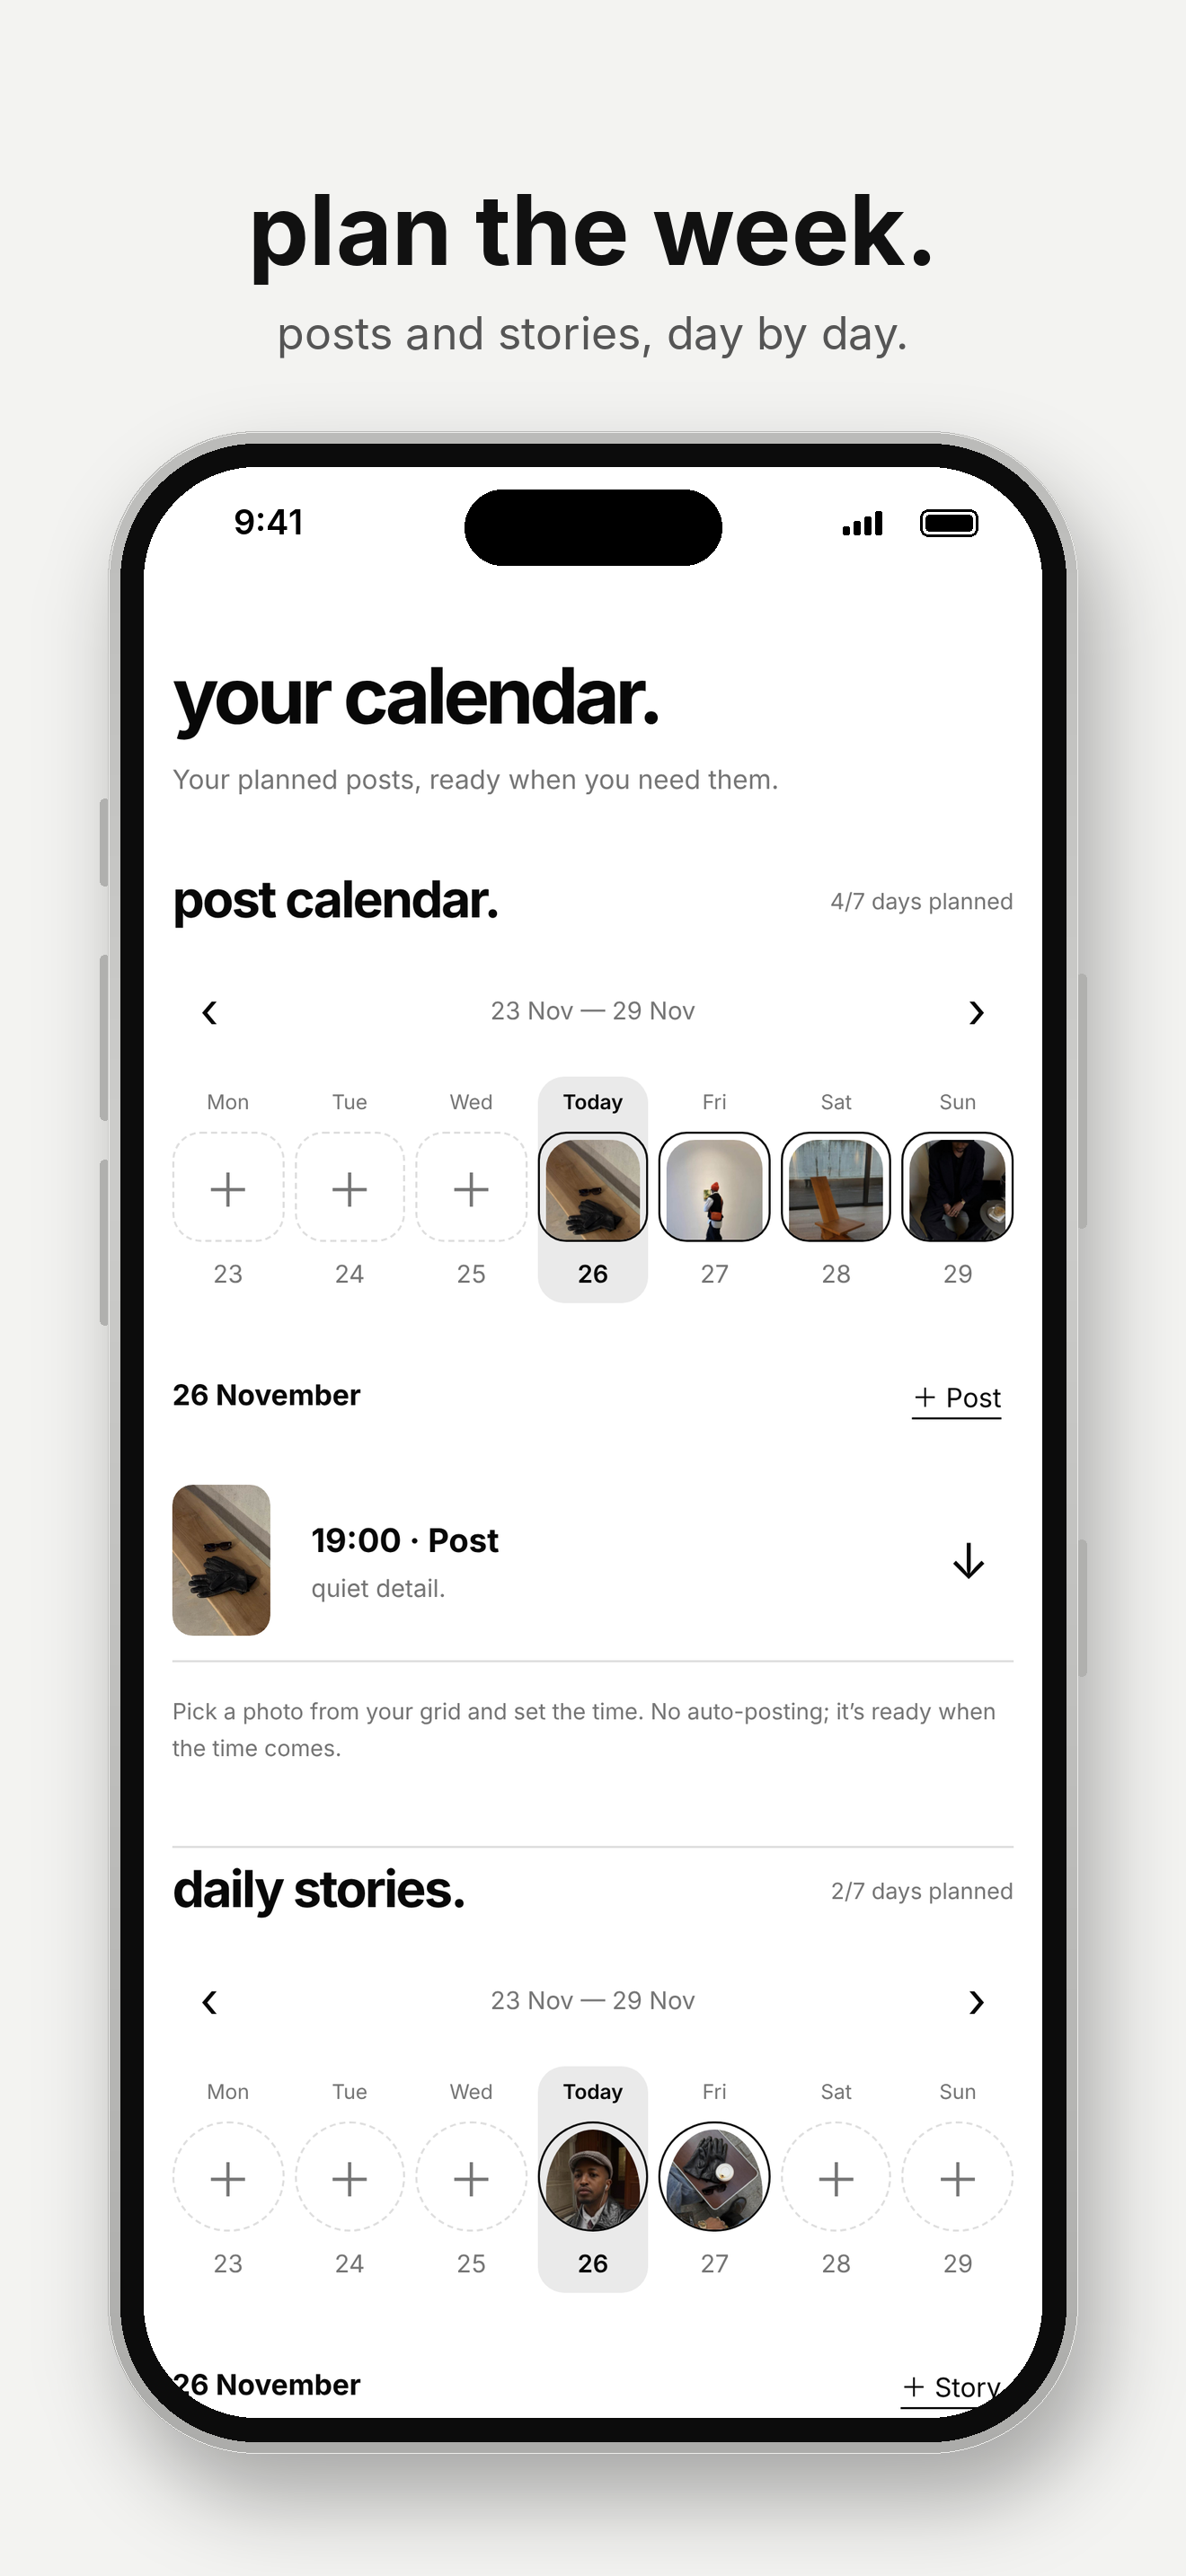 plan the week.
posts and stories, day by day.
9:41
your calendar.
Your planned posts, ready when you need them.
post calendar.
4/7 days planned
‹ 23 Nov — 29 Nov ›
Mon Tue Wed Today Fri Sat Sun
+ + +
23 24 25 26 27 28 29
26 November
+ Post
19:00 · Post
quiet detail.
Pick a photo from your grid and set the time. No auto-posting; it’s ready when
the time comes.
daily stories.
2/7 days planned
‹ 23 Nov — 29 Nov ›
Mon Tue Wed Today Fri Sat Sun
+ + + + +
23 24 25 26 27 28 29
26 November
+ Story